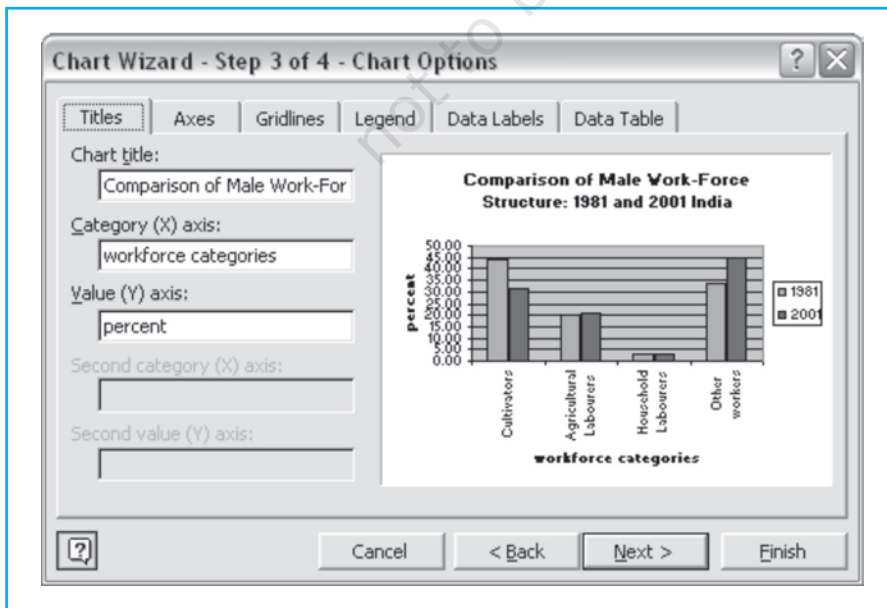 not to b
Chart Wizard - Step 3 of 4 - Chart Options
Titles
Axes
Gridlines
Legend
Data Labels
Data Table
Chart title:
Comparison of Male Work-For
Category (X) axis:
workforce categories
Value (Y) axis:
percent
Second category (X) axis:
Second value (Y) axis:
Comparison of Male Work-Force
Structure: 1981 and 2001 India
percent
50.00
45.00
40.00
35.00
30.00
25.00
20.00
15.00
10.00
5.00
0.00
Cultivators
Agricultural
Labourers
Household
Labourers
Other
workers
workforce categories
1981
2001
Cancel
< Back
Next >
Finish